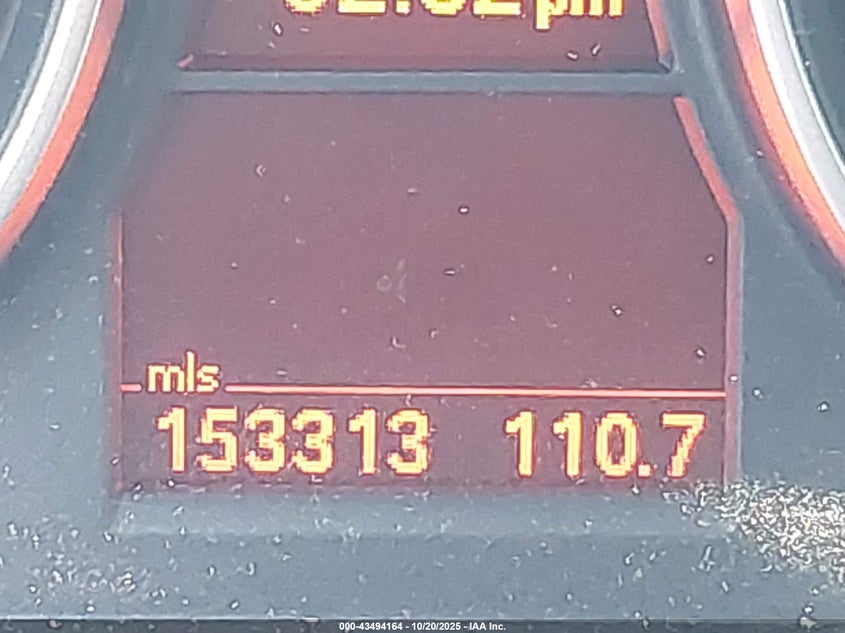 mls
153313 110.7
000-43494164 - 10/20/2025 - IAA Inc.